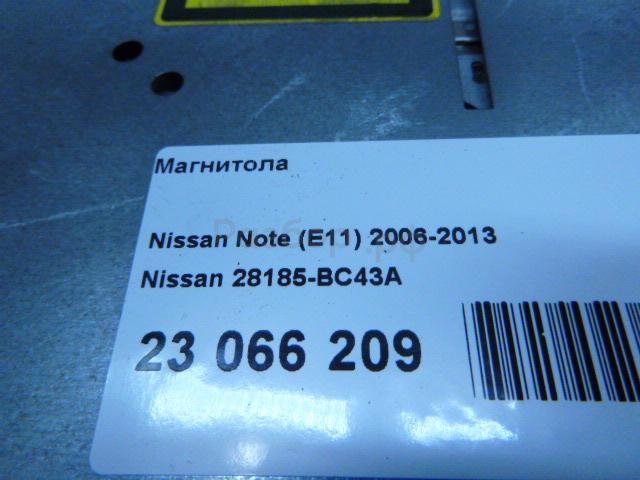 Магнитола
Nissan Note (E11) 2006-2013
Nissan 28185-BC43A
23 066 209